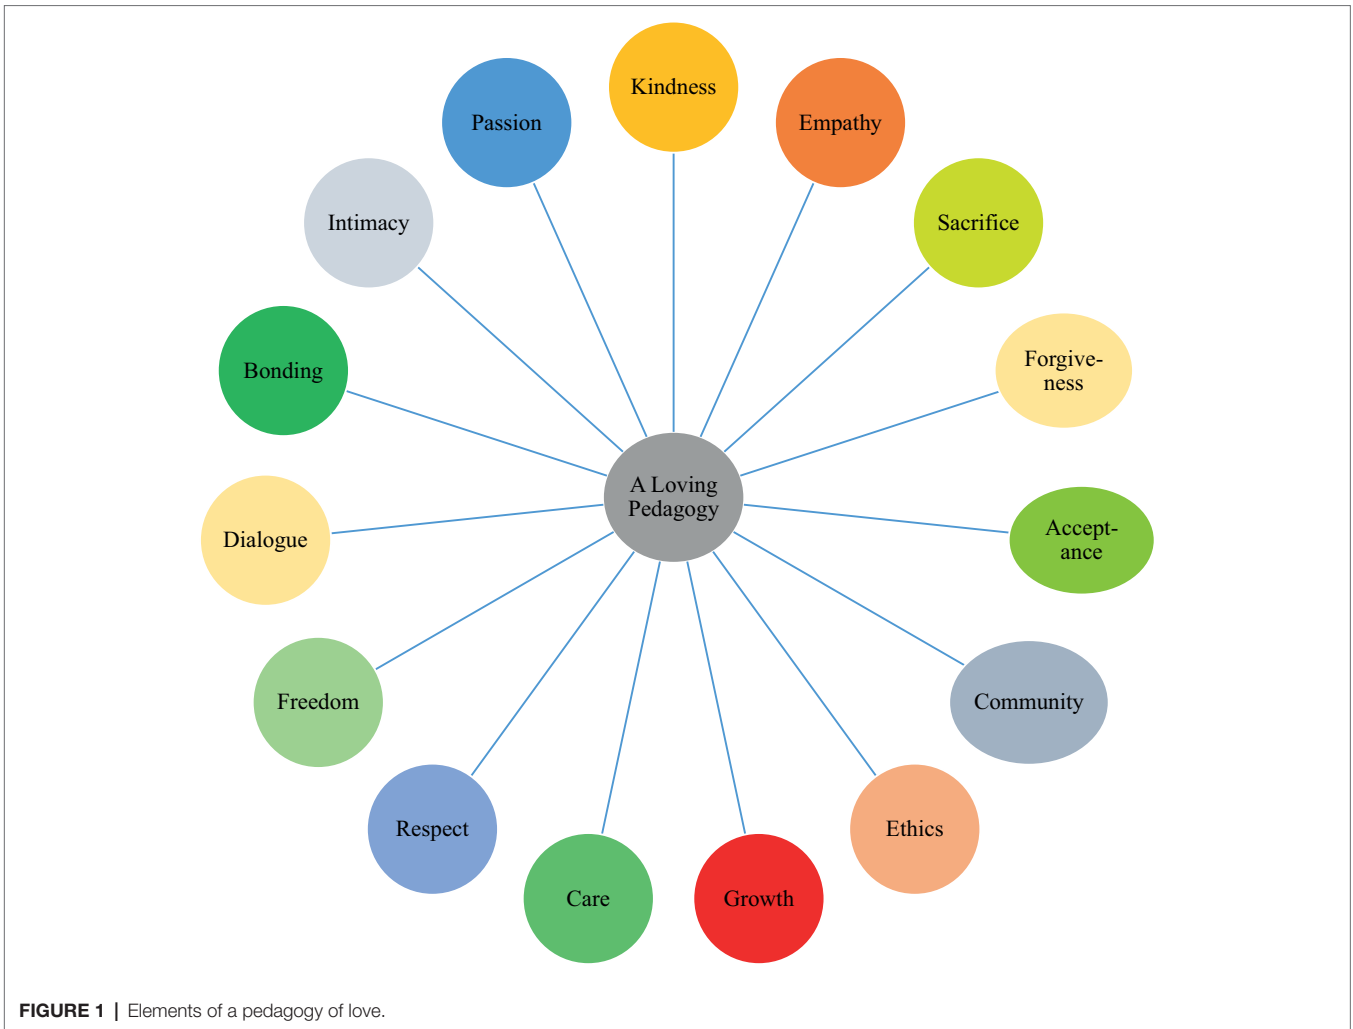 Kindness
Empathy
Sacrifice
Forgive-
ness
Accept-
ance
Community
Ethics
Growth
Care
Respect
Freedom
Dialogue
Bonding
Intimacy
Passion
A Loving
Pedagogy
FIGURE 1 | Elements of a pedagogy of love.